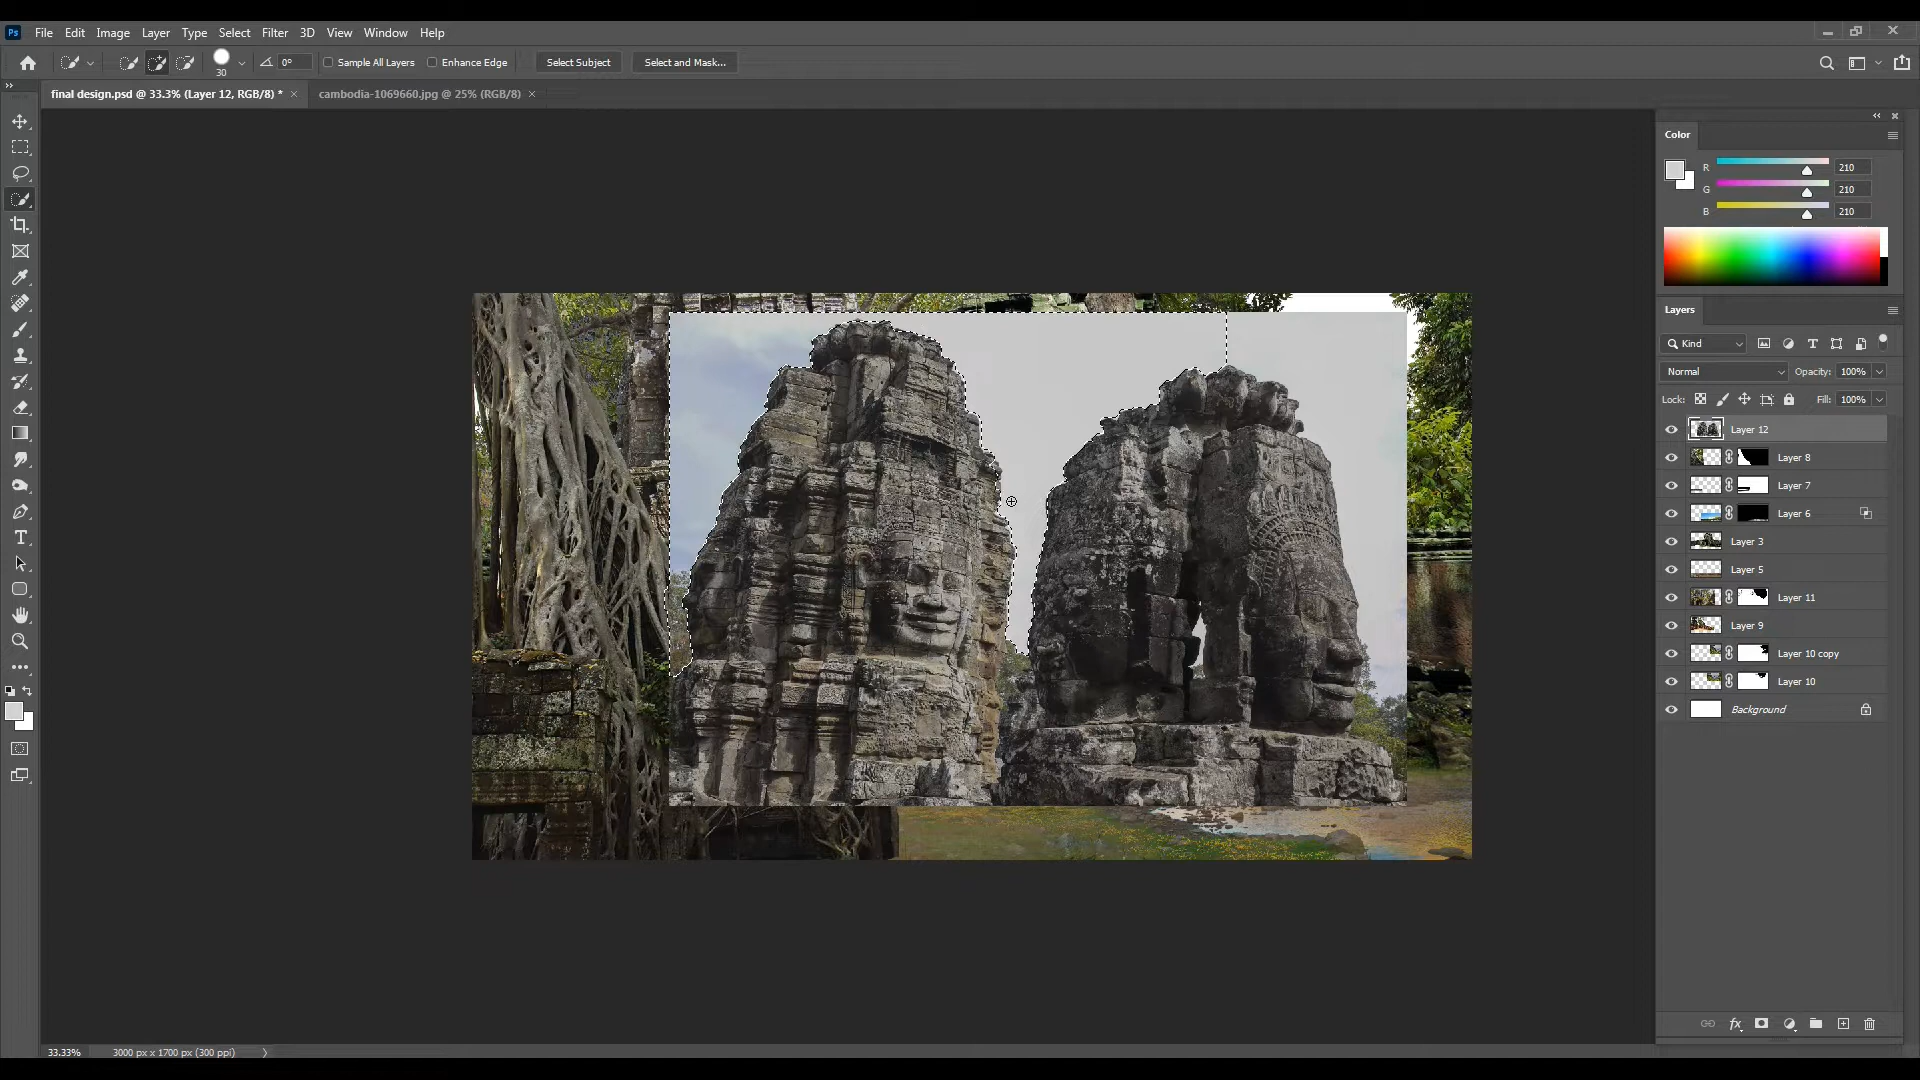 Ps File Edit Image Layer Type Select Filter 3D View Window Help
30 0° Sample All Layers Enhance Edge Select Subject Select and Mask...
final design.psd @ 33.3% (Layer 12, RGB/8) * × cambodia-1069660.jpg @ 25% (RGB/8) ×
Color
R 210
G 210
B 210
Layers
Kind
Normal Opacity: 100%
Lock: Fill: 100%
Layer 12
Layer 8
Layer 7
Layer 6
Layer 3
Layer 5
Layer 11
Layer 9
Layer 10 copy
Layer 10
Background
fx
33.33% 3000 px x 1700 px (300 ppi)